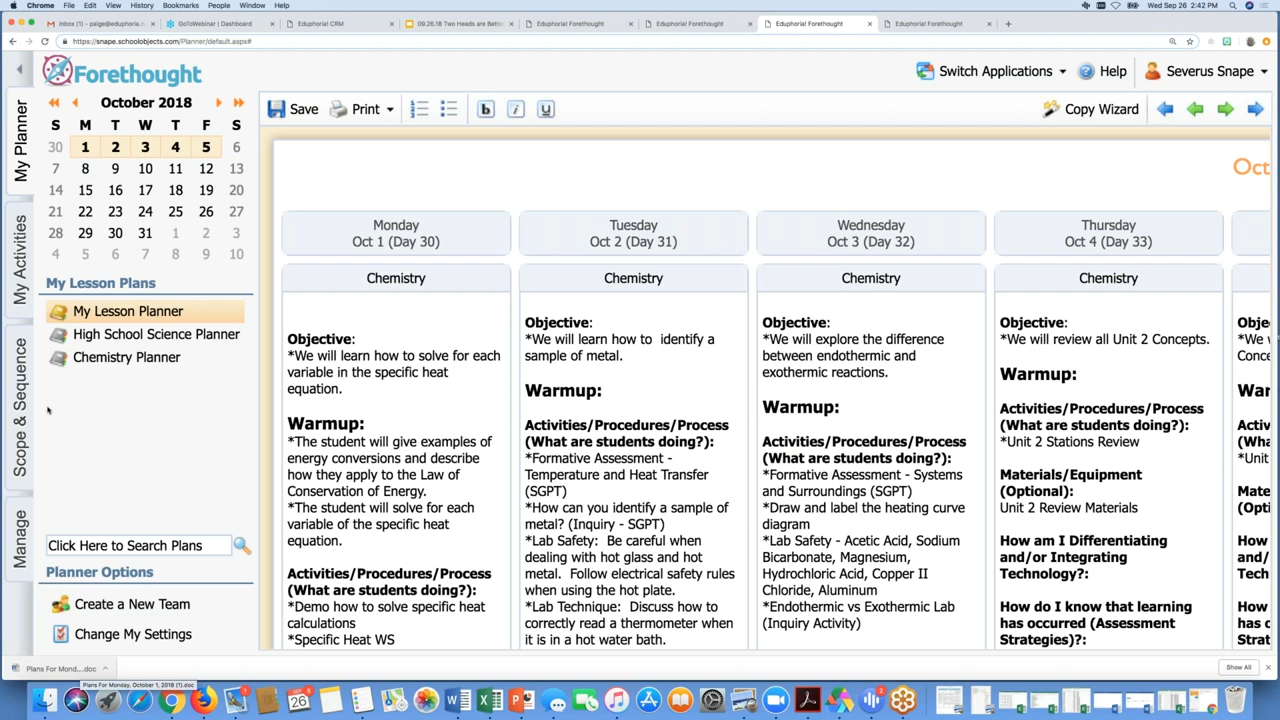 Chrome File Edit View History Bookmarks People Window Help
Wed Sep 26 2:42 PM
Inbox (1) - paige@eduphoria.n
GoToWebinar | Dashboard
Eduphoria! CRM
09.26.18 Two Heads are Better
Eduphoria! Forethought
Eduphoria! Forethought
Eduphoria! Forethought
Eduphoria! Forethought
https://snape.schoolobjects.com/Planner/default.aspx#
Forethought
Switch Applications
Help
Severus Snape
My Planner
My Activities
Scope & Sequence
Manage
October 2018
S M T W T F S
30 1 2 3 4 5 6
7 8 9 10 11 12 13
14 15 16 17 18 19 20
21 22 23 24 25 26 27
28 29 30 31 1 2 3
4 5 6 7 8 9 10
My Lesson Plans
My Lesson Planner
High School Science Planner
Chemistry Planner
Click Here to Search Plans
Planner Options
Create a New Team
Change My Settings
Save
Print
b i U
Copy Wizard
Oct
Monday
Oct 1 (Day 30)
Chemistry
Objective:
*We will learn how to solve for each
variable in the specific heat
equation.
Warmup:
*The student will give examples of
energy conversions and describe
how they apply to the Law of
Conservation of Energy.
*The student will solve for each
variable of the specific heat
equation.
Activities/Procedures/Process
(What are students doing?):
*Demo how to solve specific heat
calculations
*Specific Heat WS
Tuesday
Oct 2 (Day 31)
Chemistry
Objective:
*We will learn how to identify a
sample of metal.
Warmup:
Activities/Procedures/Process
(What are students doing?):
*Formative Assessment -
Temperature and Heat Transfer
(SGPT)
*How can you identify a sample of
metal? (Inquiry - SGPT)
*Lab Safety: Be careful when
dealing with hot glass and hot
metal. Follow electrical safety rules
when using the hot plate.
*Lab Technique: Discuss how to
correctly read a thermometer when
it is in a hot water bath.
Wednesday
Oct 3 (Day 32)
Chemistry
Objective:
*We will explore the difference
between endothermic and
exothermic reactions.
Warmup:
Activities/Procedures/Process
(What are students doing?):
*Formative Assessment - Systems
and Surroundings (SGPT)
*Draw and label the heating curve
diagram
*Lab Safety - Acetic Acid, Sodium
Bicarbonate, Magnesium,
Hydrochloric Acid, Copper II
Chloride, Aluminum
*Endothermic vs Exothermic Lab
(Inquiry Activity)
Thursday
Oct 4 (Day 33)
Chemistry
Objective:
*We will review all Unit 2 Concepts.
Warmup:
Activities/Procedures/Process
(What are students doing?):
*Unit 2 Stations Review
Materials/Equipment
(Optional):
Unit 2 Review Materials
How am I Differentiating
and/or Integrating
Technology?:
How do I know that learning
has occurred (Assessment
Strategies)?:
Plans For Mond....doc
Show All
Plans For Monday, October 1, 2018 (1).doc